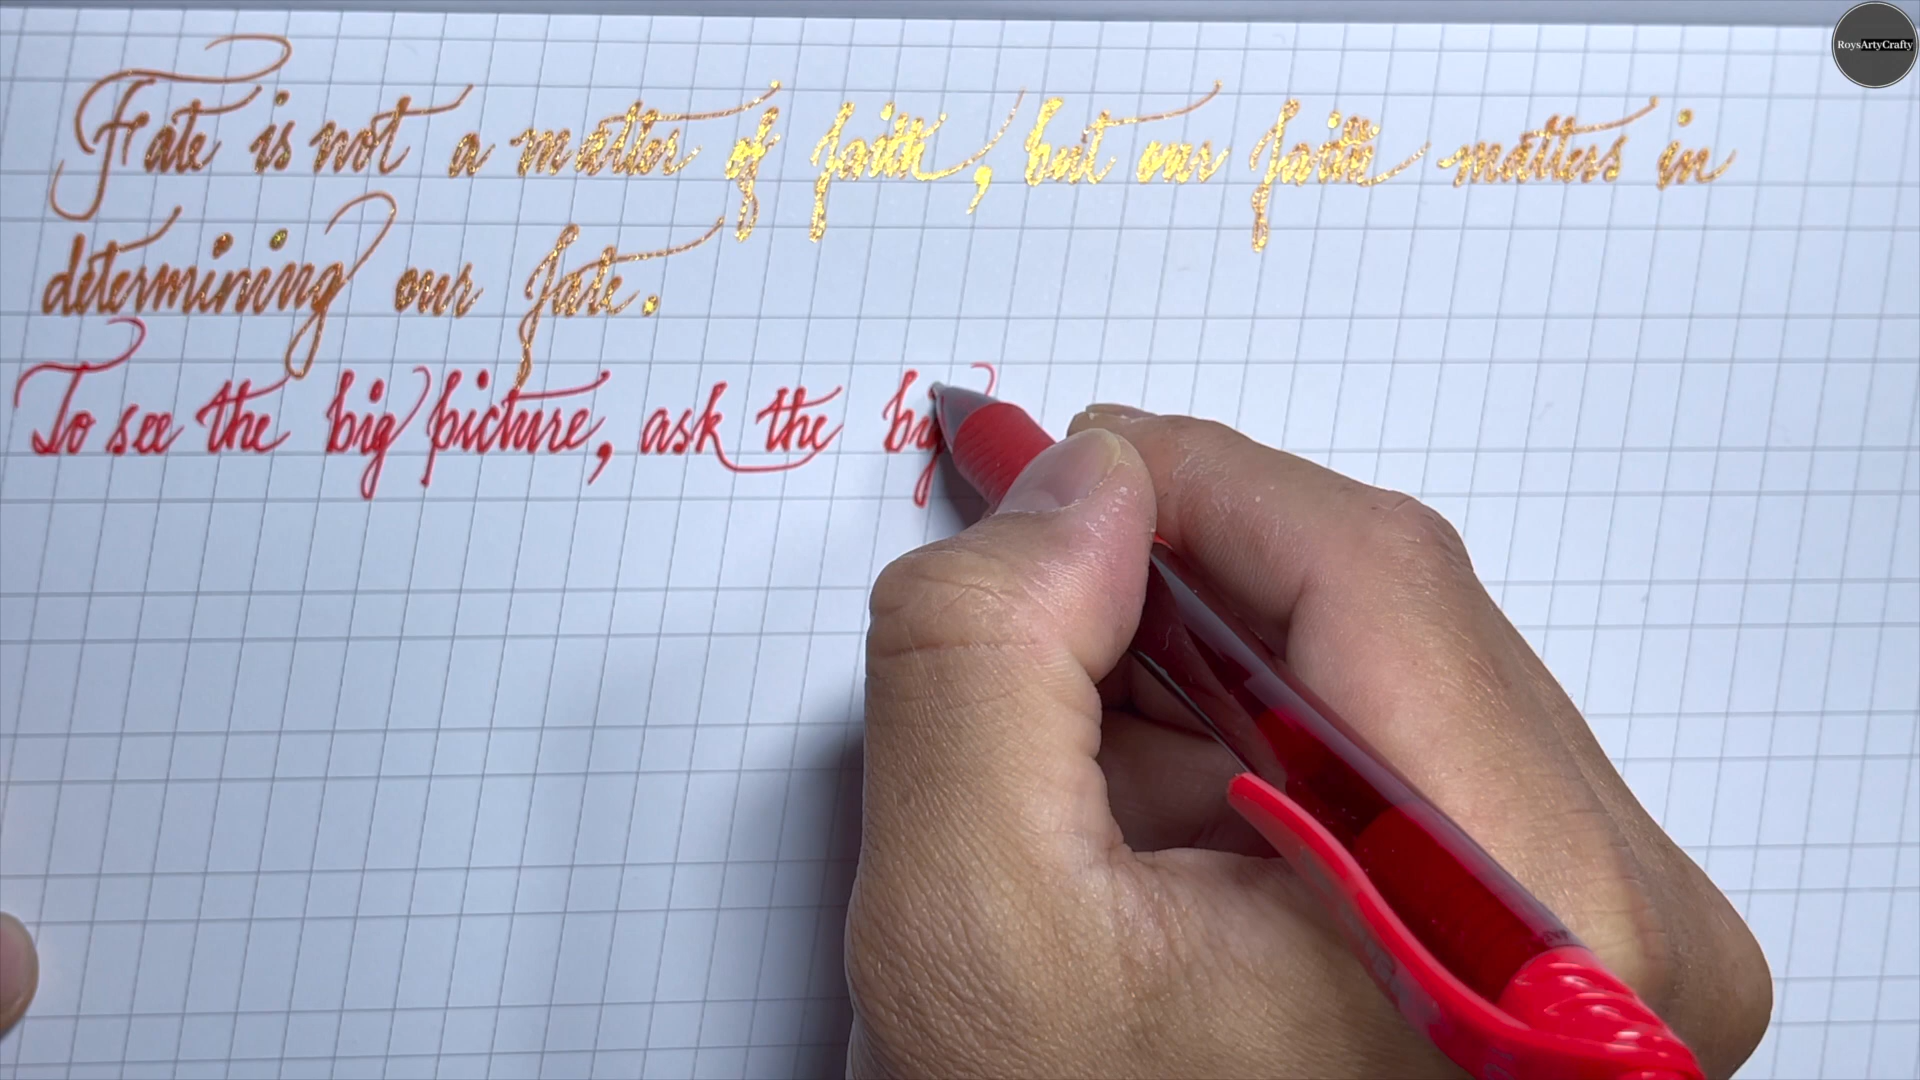 RoysArtyCrafty
Fate is not a matter of faith, but our faith matters in
determining our fate.
To see the big picture, ask the big